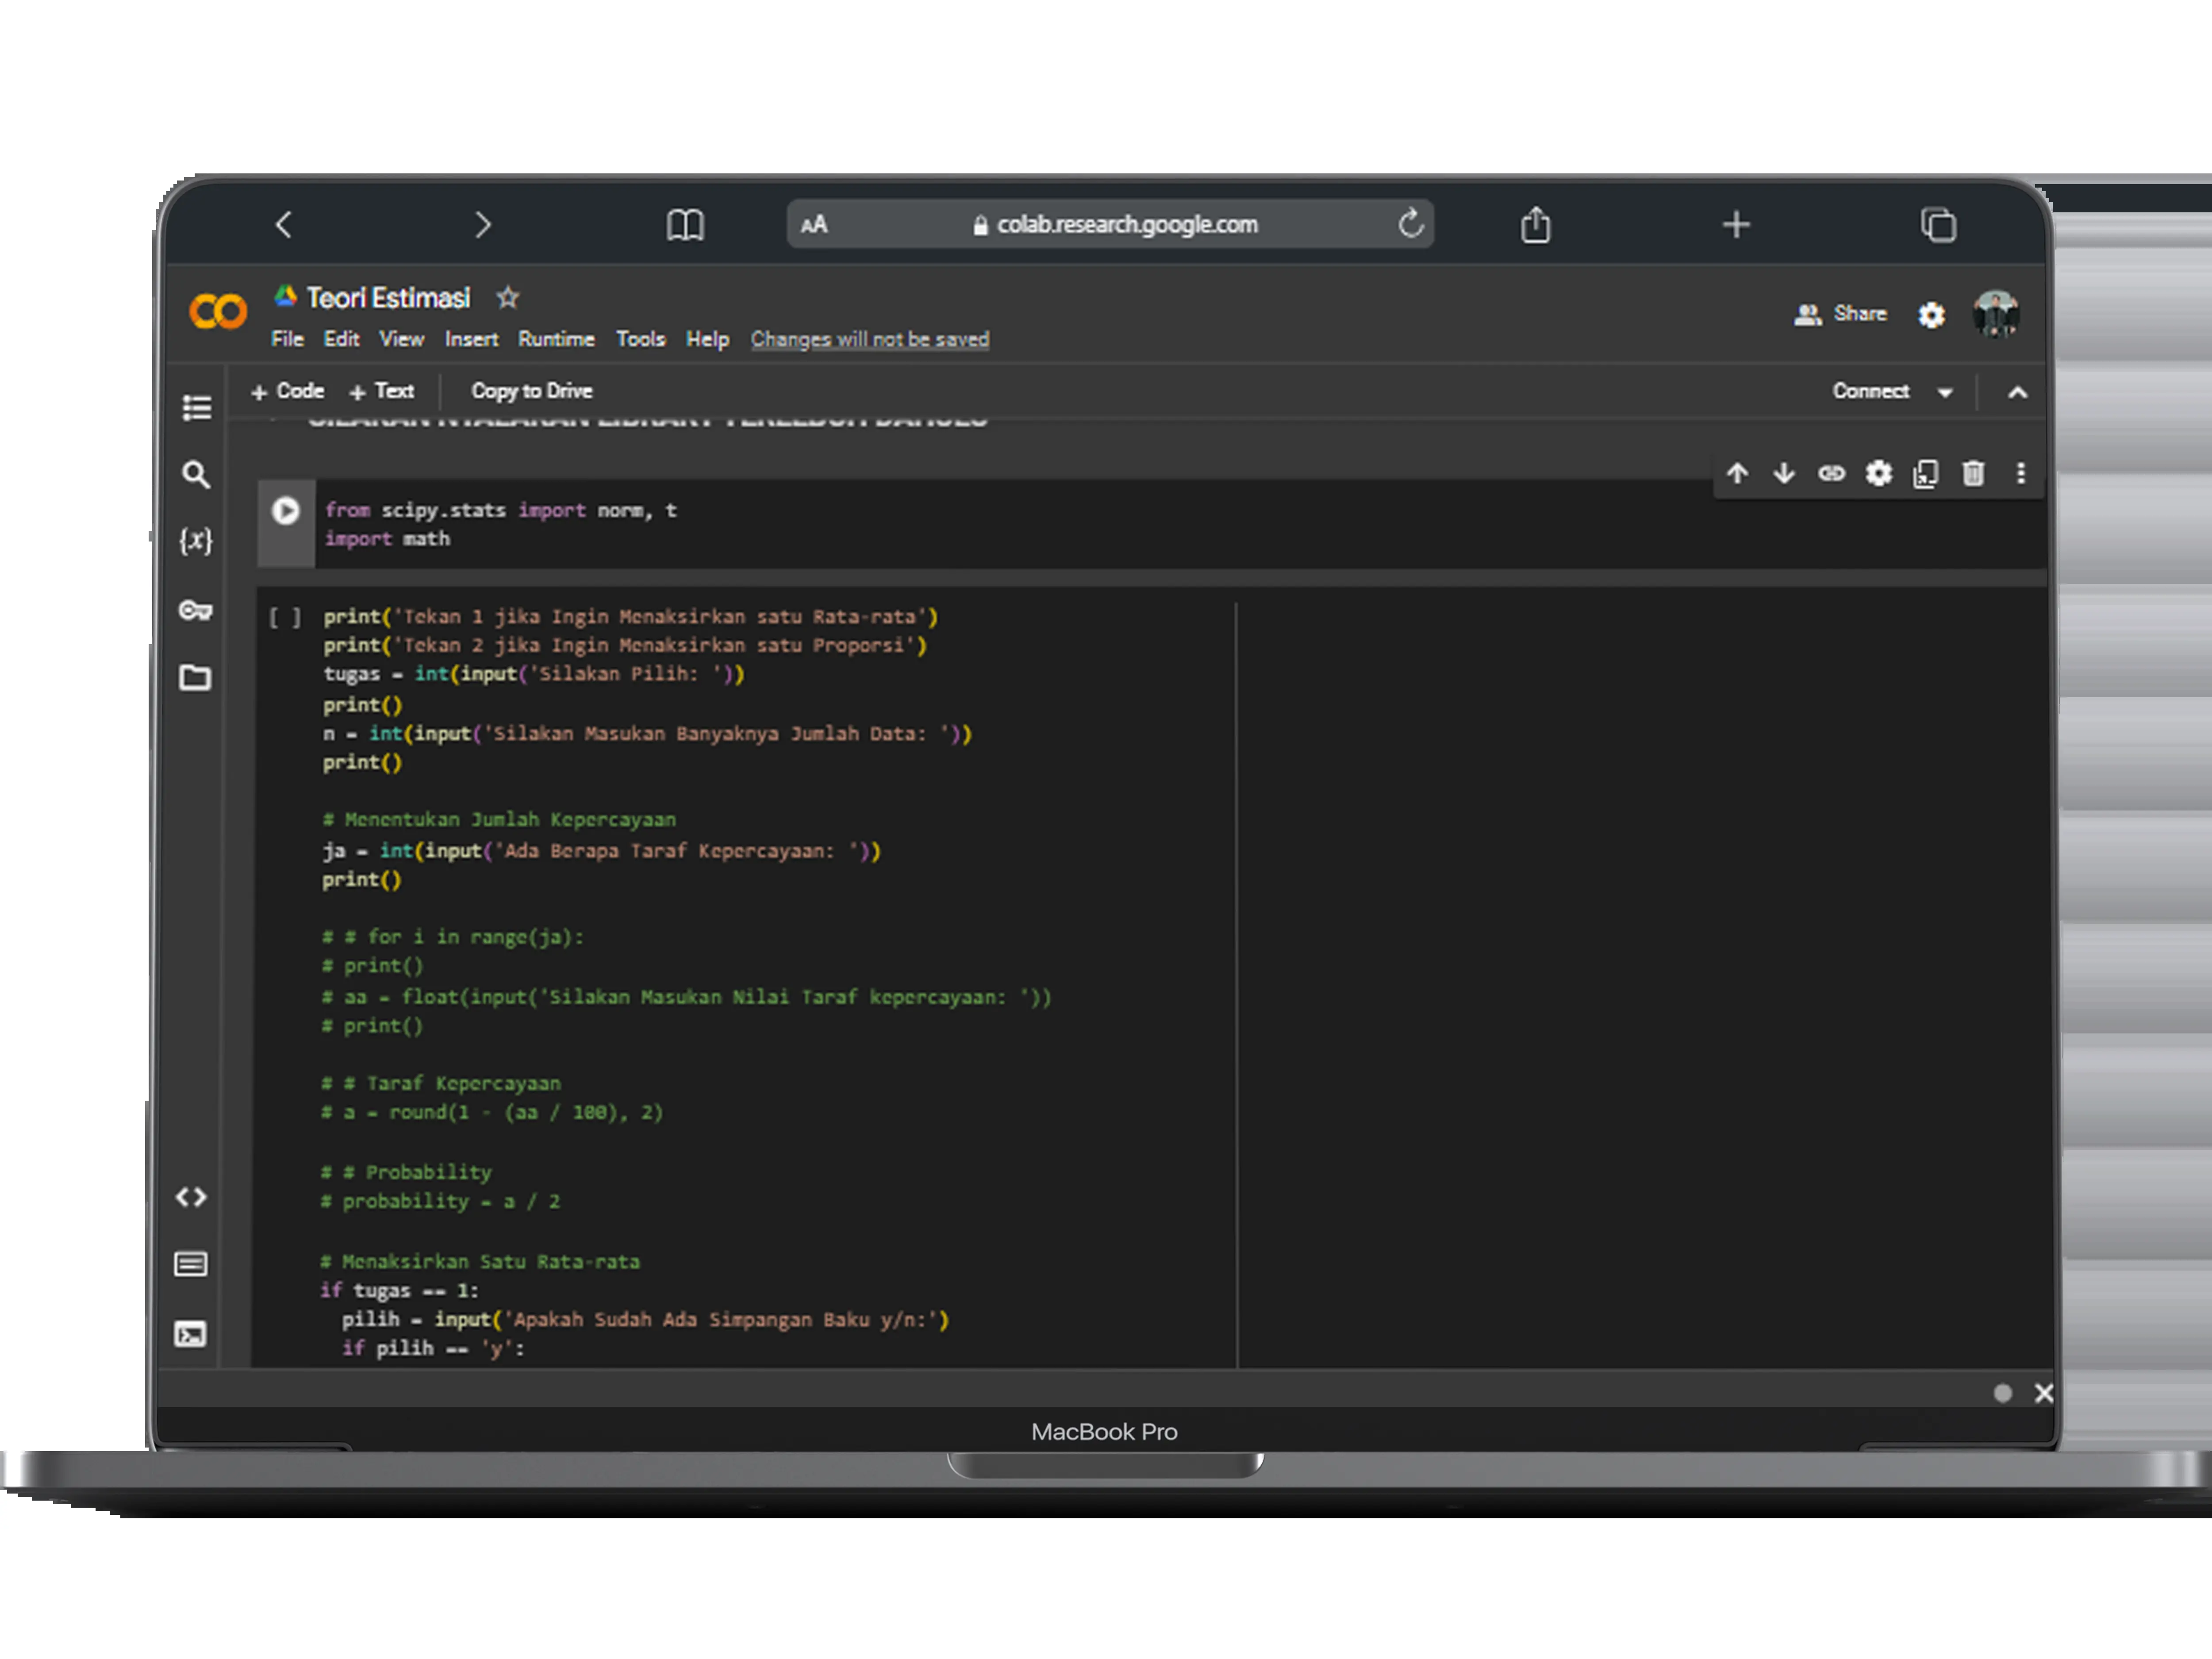 AA colab.research.google.com
Teori Estimasi
File Edit View Insert Runtime Tools Help Changes will not be saved
Share
+ Code + Text Copy to Drive
Connect
SILAKAN NYALAKAN LIBRARY TERLEBUH DAHULU
from scipy.stats import norm, t
import math
{x}
[ ] print('Tekan 1 jika Ingin Menaksirkan satu Rata-rata')
print('Tekan 2 jika Ingin Menaksirkan satu Proporsi')
tugas = int(input('Silakan Pilih: '))
print()
n = int(input('Silakan Masukan Banyaknya Jumlah Data: '))
print()
# Menentukan Jumlah Kepercayaan
ja = int(input('Ada Berapa Taraf Kepercayaan: '))
print()
# # for i in range(ja):
# print()
# aa = float(input('Silakan Masukan Nilai Taraf kepercayaan: '))
# print()
# # Taraf Kepercayaan
# a = round(1 - (aa / 100), 2)
# # Probability
# probability = a / 2
# Menaksirkan Satu Rata-rata
if tugas == 1:
pilih = input('Apakah Sudah Ada Simpangan Baku y/n:')
if pilih == 'y':
MacBook Pro